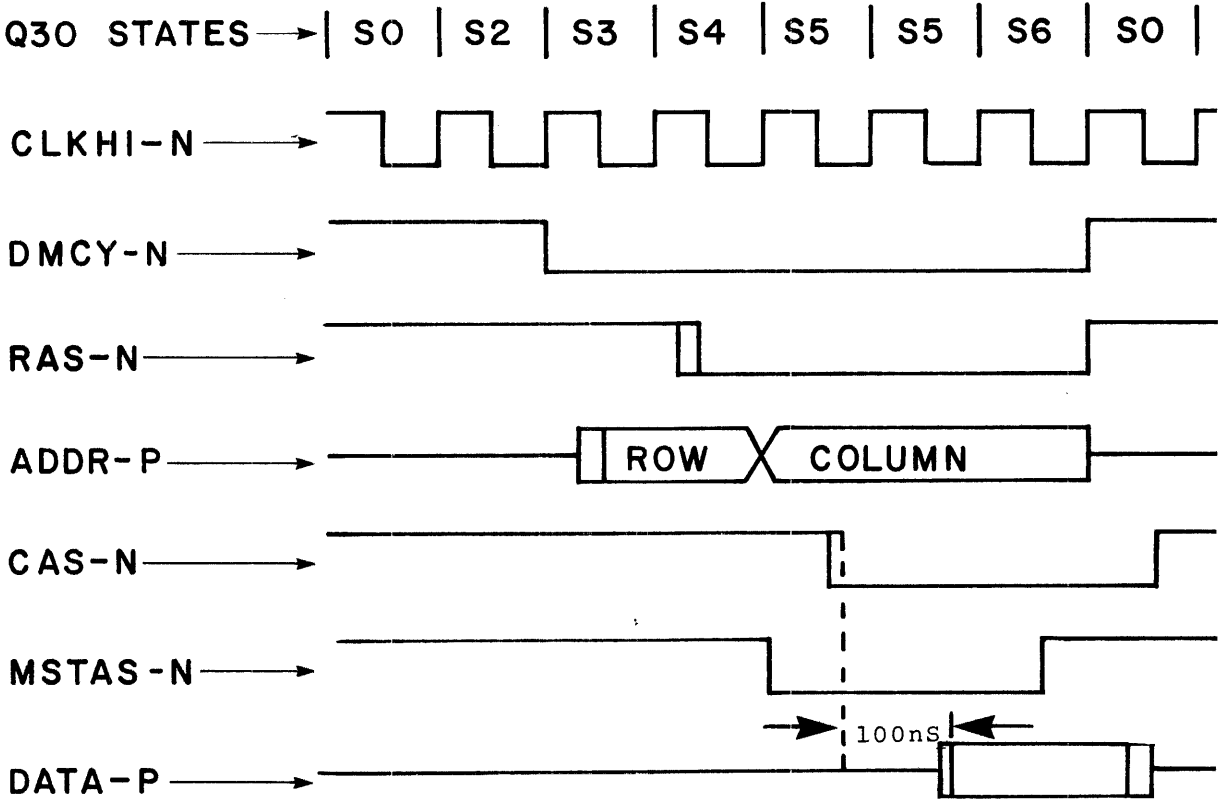 Q30 STATES S0 S2 S3 S4 S5 S5 S6 S0
CLKHI-N
DMCY-N
RAS-N
ADDR-P ROW COLUMN
CAS-N
MSTAS-N
100nS
DATA-P